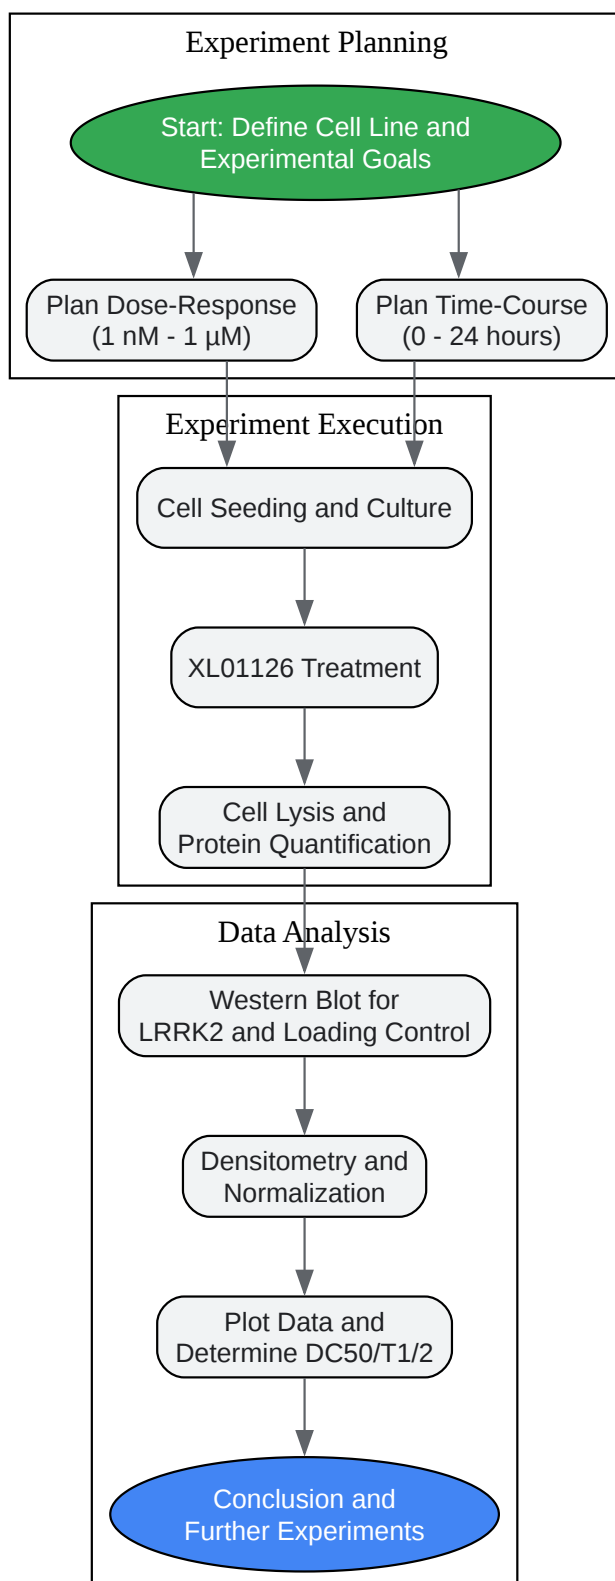 Experiment Planning
Start: Define Cell Line and
Experimental Goals
Plan Dose-Response
(1 nM - 1 µM)
Plan Time-Course
(0 - 24 hours)
Experiment Execution
Cell Seeding and Culture
XL01126 Treatment
Cell Lysis and
Protein Quantification
Data Analysis
Western Blot for
LRRK2 and Loading Control
Densitometry and
Normalization
Plot Data and
Determine DC50/T1/2
Conclusion and
Further Experiments